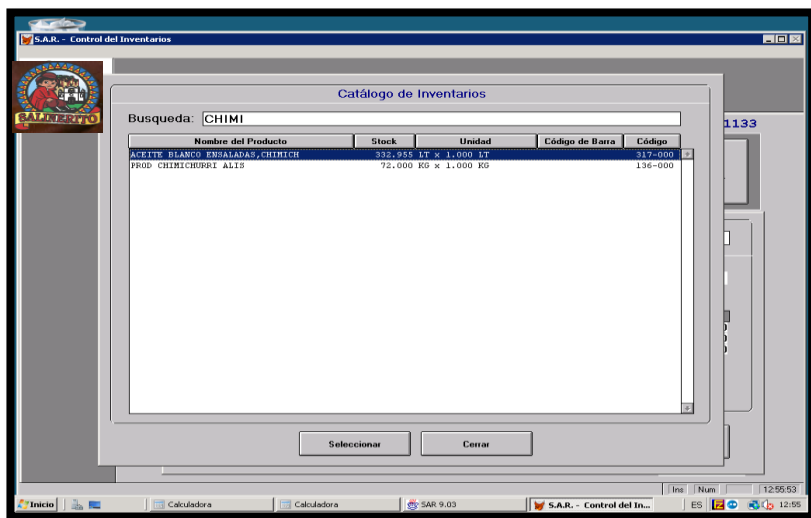 S.A.R. - Control del Inventarios
SALINERITO
Catálogo de Inventarios
Busqueda: CHIMI
1133
Nombre del Producto Stock Unidad Código de Barra Código
ACEITE BLANCO ENSALADAS,CHIMICH 332.955 LT x 1.000 LT 317-000
PROD CHIMICHURRI ALIS 72.000 KG x 1.000 KG 136-000
Seleccionar Cerrar
Ins Num 12:55:53
Inicio Calculadora Calculadora SAR 9.03 S.A.R. - Control del In... ES 12:55